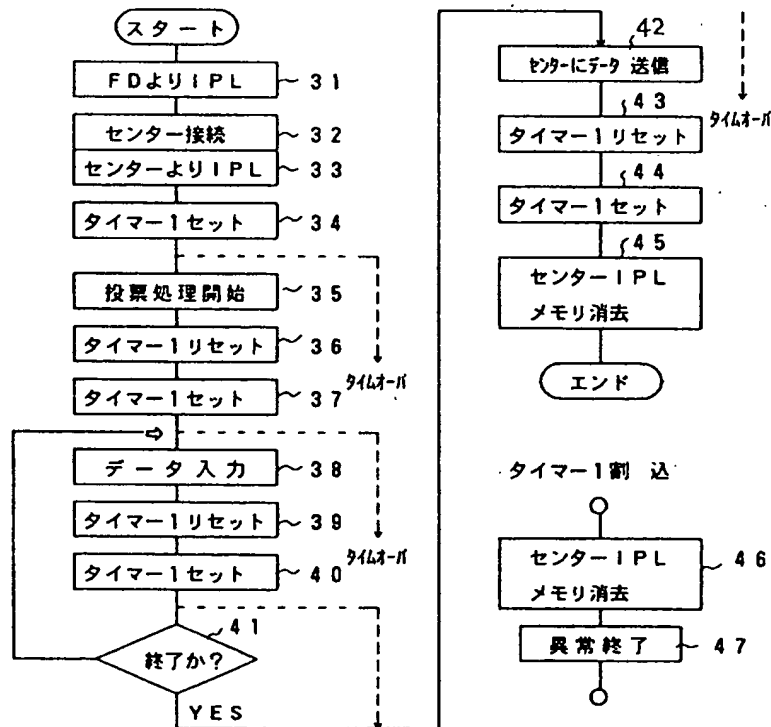 スタート
FDよりIPL 31
センター接続 32
センターよりIPL 33
タイマー1セット 34
投票処理開始 35
タイマー1リセット 36
タイマー1セット 37
タイムオーバ
データ入力 38
タイマー1リセット 39
タイマー1セット 40
タイムオーバ
41
終了か?
YES
42
センターにデータ送信
タイムオーバ
43
タイマー1リセット
44
タイマー1セット
45
センターIPL
メモリ消去
エンド
タイマー1割込
センターIPL
メモリ消去
46
異常終了 47